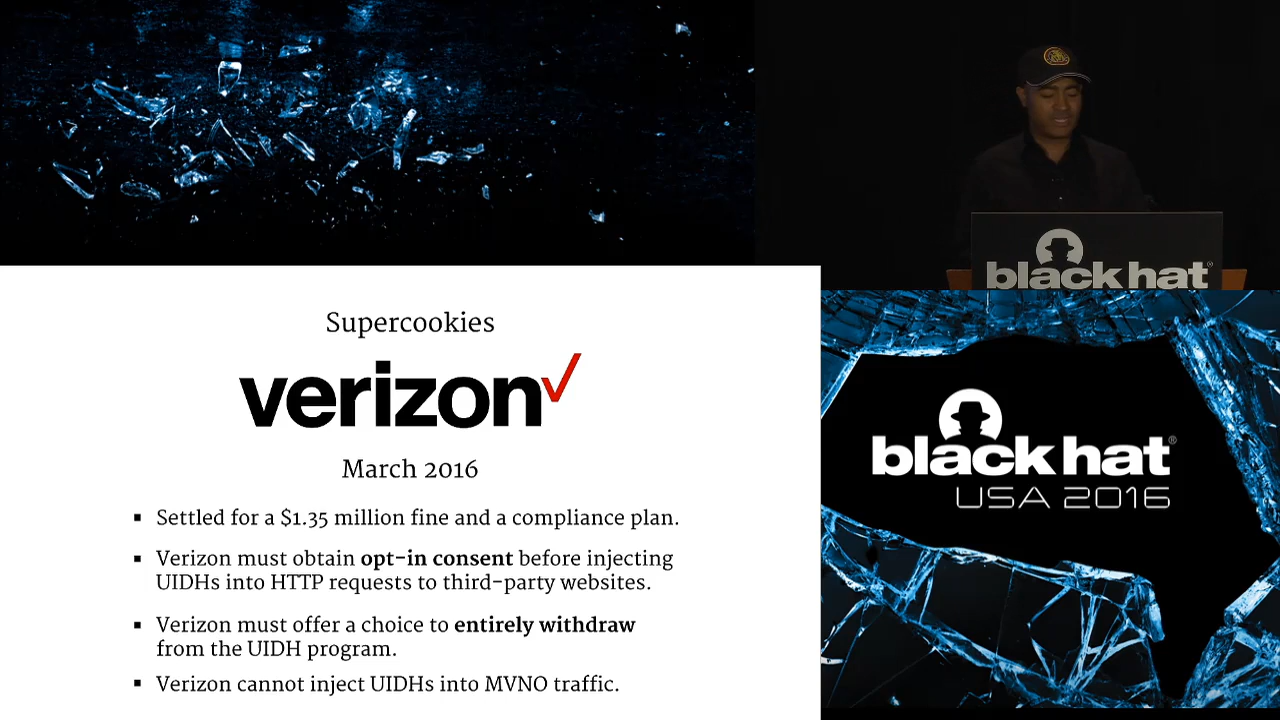 black hat®
Supercookies
verizon
March 2016
▪ Settled for a $1.35 million fine and a compliance plan.
▪ Verizon must obtain opt-in consent before injecting
UIDHs into HTTP requests to third-party websites.
▪ Verizon must offer a choice to entirely withdraw
from the UIDH program.
▪ Verizon cannot inject UIDHs into MVNO traffic.
black hat®
USA 2016